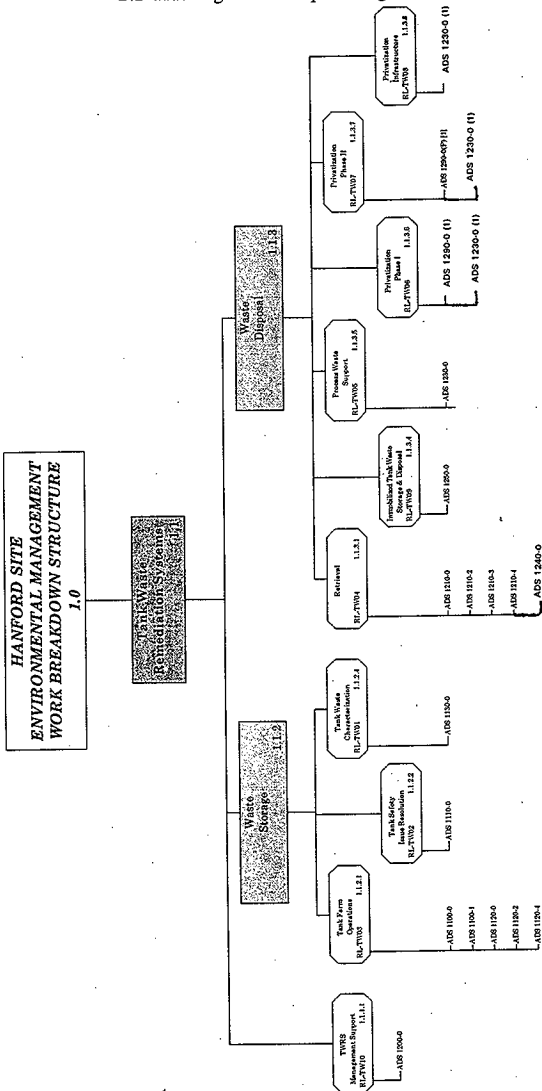 HANFORD SITE
ENVIRONMENTAL MANAGEMENT
WORK BREAKDOWN STRUCTURE
1.0
Tank Waste
Remediation Systems
1.1
Waste
Storage
1.1.2
Waste
Disposal
1.1.3
TWRS
Management Support
RL-TW10 1.1.1.1
ADS 1200-0
Tank Farm
Operations
RL-TW03 1.1.2.1
ADS 1100-0
ADS 1100-1
ADS 1120-0
ADS 1120-2
ADS 1120-4
Tank Safety
Issue Resolution
RL-TW02 1.1.2.2
ADS 1110-0
Tank Waste
Characterization
RL-TW01 1.1.2.4
ADS 1130-0
Retrieval
RL-TW04 1.1.3.1
ADS 1210-0
ADS 1210-2
ADS 1210-3
ADS 1210-4
ADS 1240-0
Immobilized Tank Waste
Storage & Disposal
RL-TW09 1.1.3.4
ADS 1250-0
Process Waste
Support
RL-TW05 1.1.3.5
ADS 1230-0
Privatization
Phase I
RL-TW06 1.1.3.6
ADS 1290-0 (1)
ADS 1230-0 (1)
Privatization
Phase II
RL-TW07 1.1.3.7
ADS 1290-0(P) [1]
ADS 1230-0 (1)
Privatization
Infrastructure
RL-TW08 1.1.3.8
ADS 1230-0 (1)